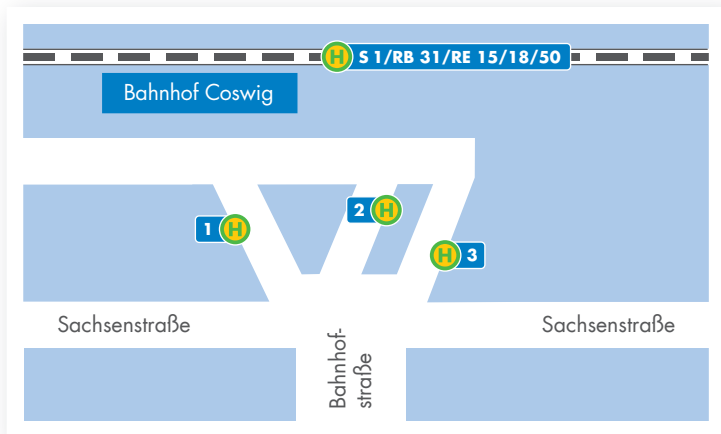 H S 1/RB 31/RE 15/18/50
Bahnhof Coswig
2 H
1 H
H 3
Sachsenstraße
Sachsenstraße
Bahnhof-
straße